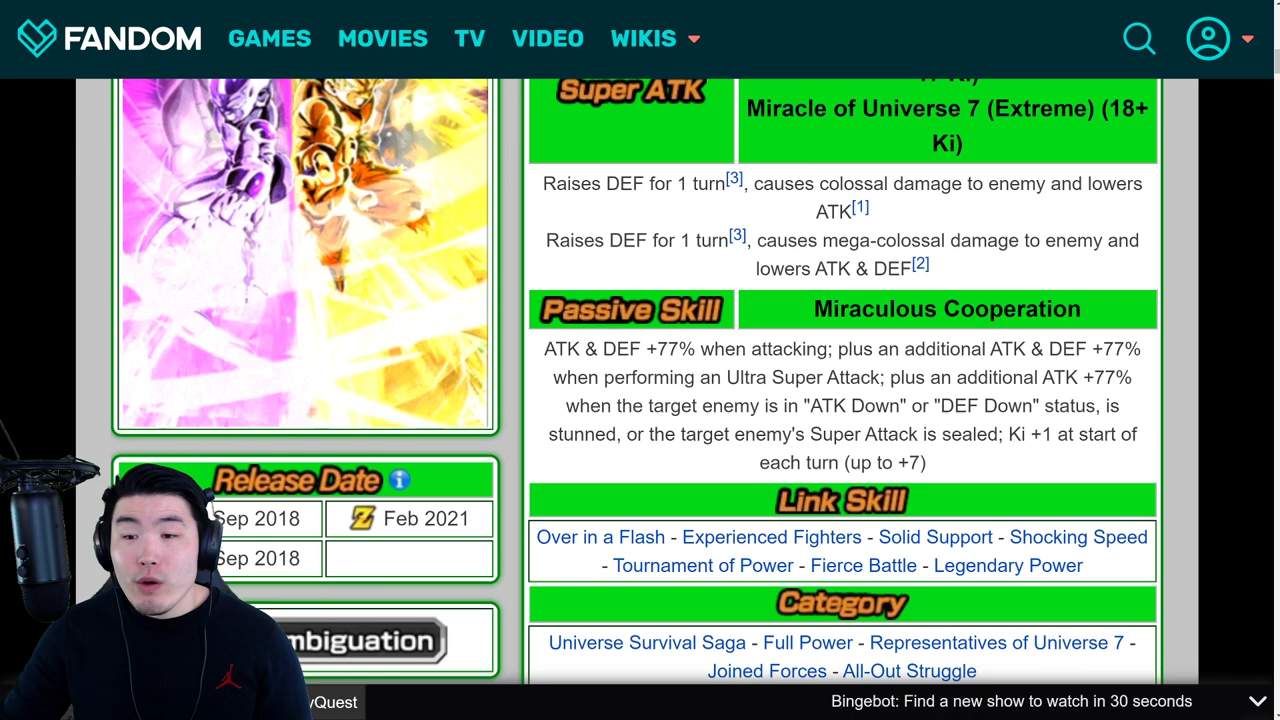 FANDOM GAMES MOVIES TV VIDEO WIKIS
Super ATK
Miracle of Universe 7 (Extreme) (18+
Ki)
Raises DEF for 1 turn[3], causes colossal damage to enemy and lowers
ATK[1]
Raises DEF for 1 turn[3], causes mega-colossal damage to enemy and
lowers ATK & DEF[2]
Passive Skill
Miraculous Cooperation
ATK & DEF +77% when attacking; plus an additional ATK & DEF +77%
when performing an Ultra Super Attack; plus an additional ATK +77%
when the target enemy is in "ATK Down" or "DEF Down" status, is
stunned, or the target enemy's Super Attack is sealed; Ki +1 at start of
each turn (up to +7)
Link Skill
Over in a Flash - Experienced Fighters - Solid Support - Shocking Speed
- Tournament of Power - Fierce Battle - Legendary Power
Category
Universe Survival Saga - Full Power - Representatives of Universe 7 -
Joined Forces - All-Out Struggle
Release Date i
Sep 2018
Z Feb 2021
Sep 2018
mbiguation
yQuest
Bingebot: Find a new show to watch in 30 seconds